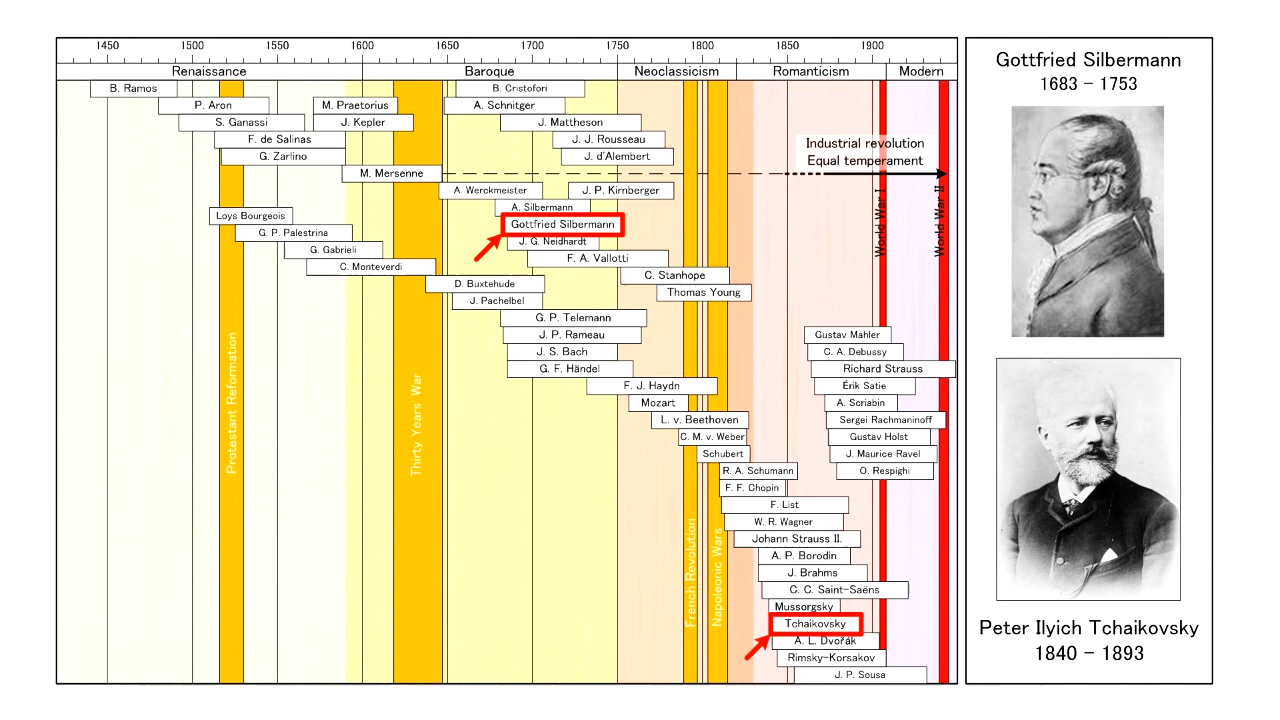 1450 1500 1550 1600 1650 1700 1750 1800 1850 1900
Renaissance Baroque Neoclassicism Romanticism Modern
B. Ramos B. Cristofori
P. Aron M. Praetorius A. Schnitger
S. Ganassi J. Kepler J. Mattheson
F. de Salinas J. J. Rousseau
G. Zarlino J. d'Alembert
Industrial revolution
Equal temperament
M. Mersenne
A. Werckmeister J. P. Kirnberger
A. Silbermann
Loys Bourgeois
Gottfried Silbermann
G. P. Palestrina
J. G. Neidhardt
G. Gabrieli
F. A. Vallotti
C. Monteverdi
C. Stanhope
D. Buxtehude
Thomas Young
J. Pachelbel
G. P. Telemann
J. P. Rameau
Gustav Mahler
J. S. Bach
C. A. Debussy
G. F. Händel
Richard Strauss
F. J. Haydn
Érik Satie
Mozart
A. Scriabin
L. v. Beethoven
Sergei Rachmaninoff
C. M. v. Weber
Gustav Holst
Schubert
J. Maurice Ravel
R. A. Schumann
O. Respighi
F. F. Chopin
F. List
W. R. Wagner
Johann Strauss II.
A. P. Borodin
J. Brahms
C. C. Saint-Saëns
Mussorgsky
Tchaikovsky
A. L. Dvořák
Rimsky-Korsakov
J. P. Sousa
Protestant Reformation
Thirty Years' War
French Revolution
Napoleonic Wars
World War I
World War II
Gottfried Silbermann
1683 - 1753
Peter Ilyich Tchaikovsky
1840 - 1893